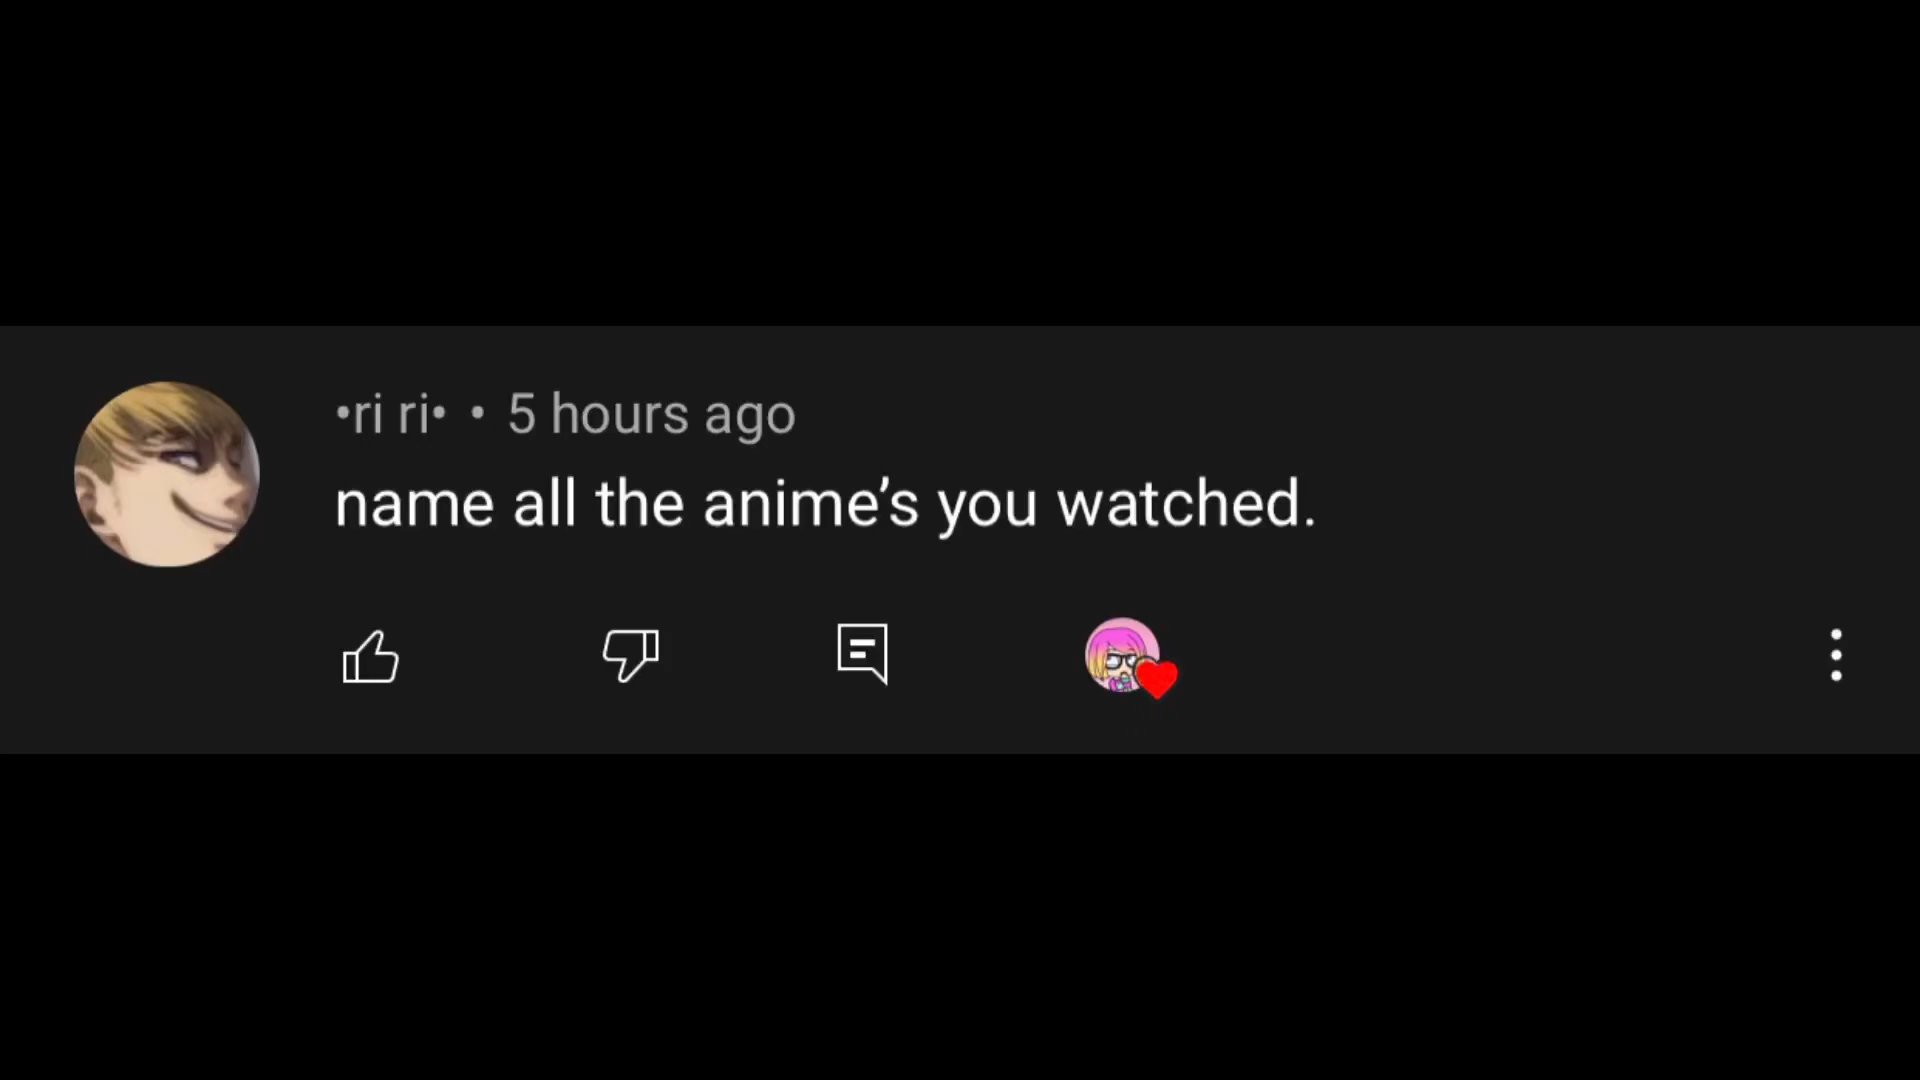 •ri ri• • 5 hours ago
name all the anime’s you watched.